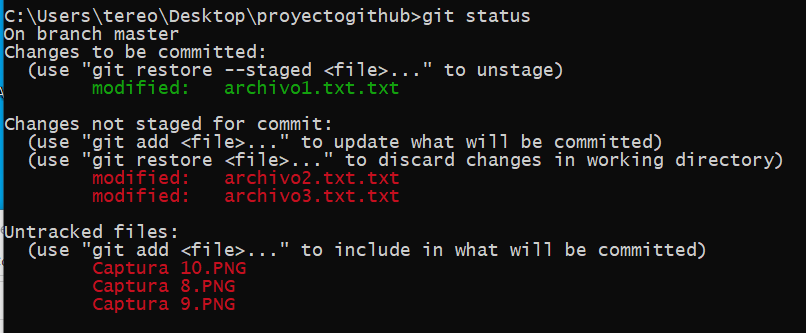 C:\Users\tereo\Desktop\proyectogithub>git status
On branch master
Changes to be committed:
  (use "git restore --staged <file>..." to unstage)
        modified:   archivo1.txt.txt

Changes not staged for commit:
  (use "git add <file>..." to update what will be committed)
  (use "git restore <file>..." to discard changes in working directory)
        modified:   archivo2.txt.txt
        modified:   archivo3.txt.txt

Untracked files:
  (use "git add <file>..." to include in what will be committed)
        Captura 10.PNG
        Captura 8.PNG
        Captura 9.PNG